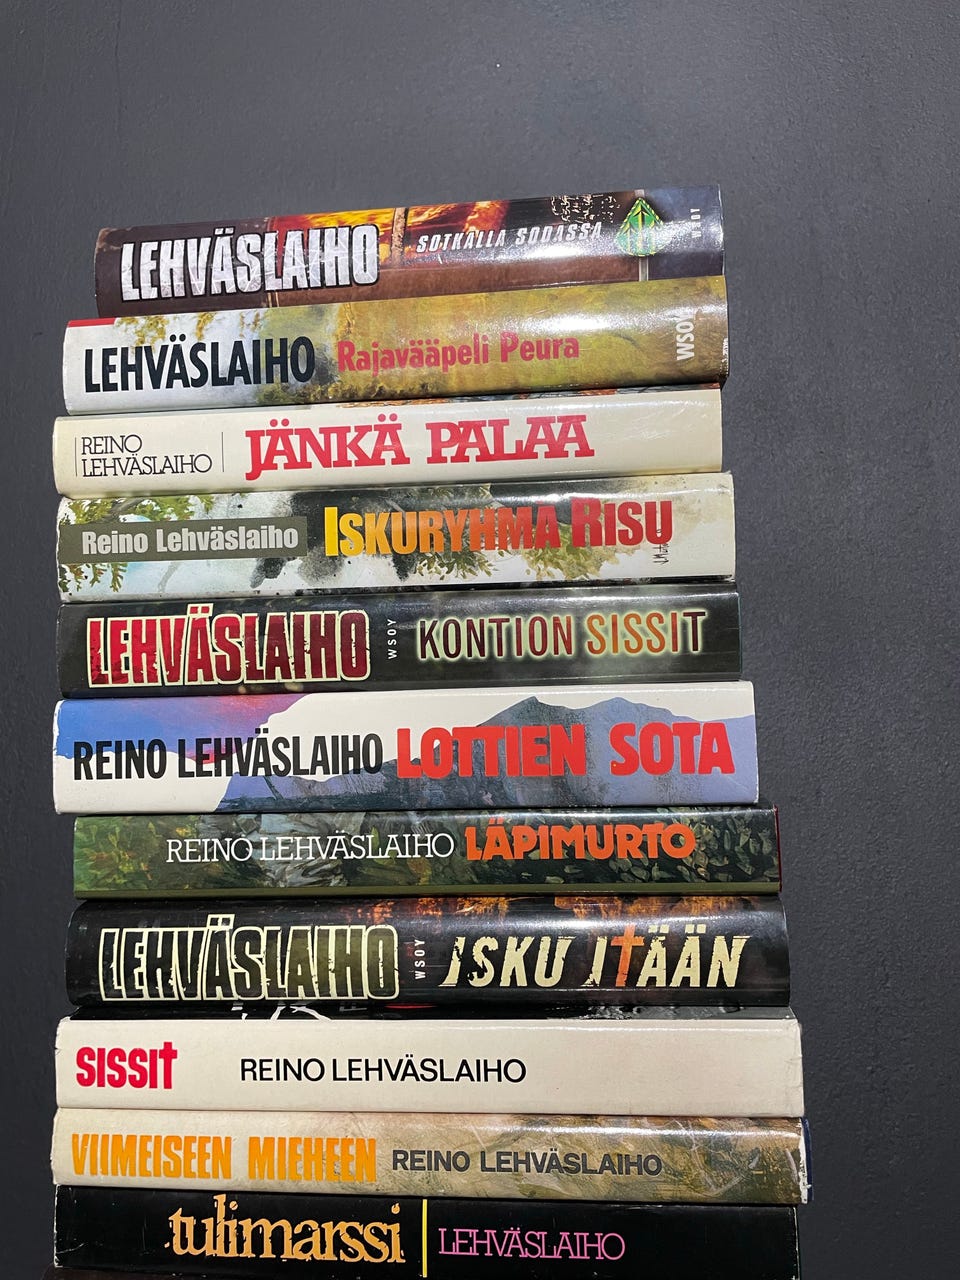 LEHVÄSLAIHO SOTKALLA SODASSA WSOY
LEHVÄSLAIHO Rajavääpeli Peura WSOY
REINO
LEHVÄSLAIHO
JÄNKÄ PALAA
Reino Lehväslaiho ISKURYHMÄ RISU
LEHVÄSLAIHO WSOY KONTION SISSIT
REINO LEHVÄSLAIHO LOTTIEN SOTA
REINO LEHVÄSLAIHO LÄPIMURTO
LEHVÄSLAIHO WSOY ISKU ITÄÄN
SISSIT REINO LEHVÄSLAIHO
VIIMEISEEN MIEHEEN REINO LEHVÄSLAIHO
tulimarssi LEHVÄSLAIHO